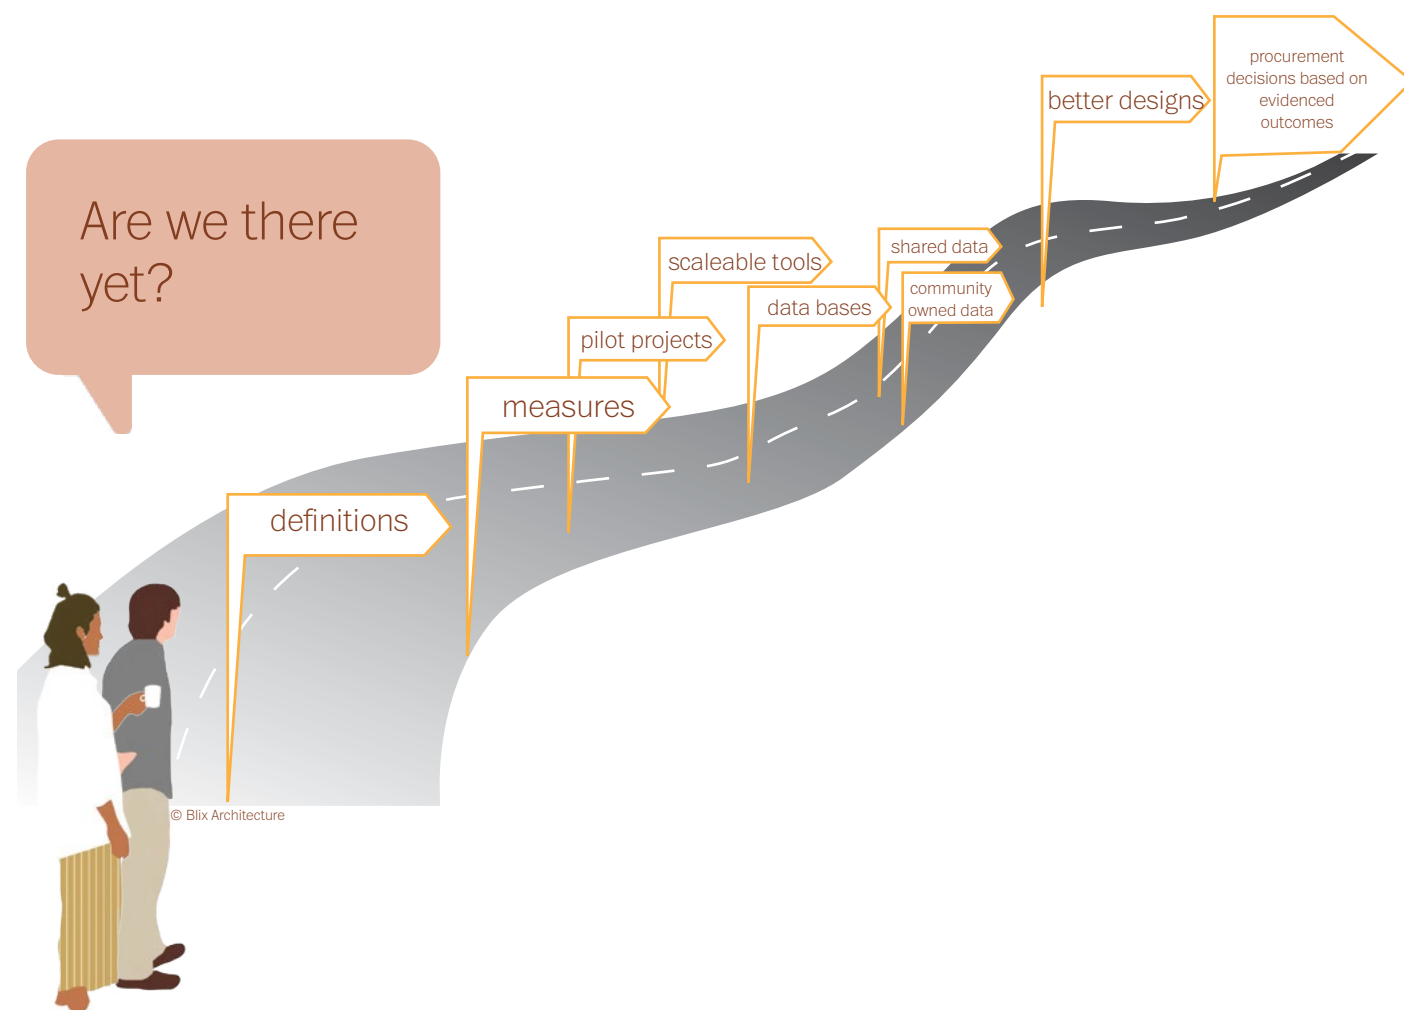 Are we there
yet?
definitions
measures
pilot projects
scaleable tools
data bases
shared data
community
owned data
better designs
procurement
decisions based on
evidenced
outcomes
© Blix Architecture